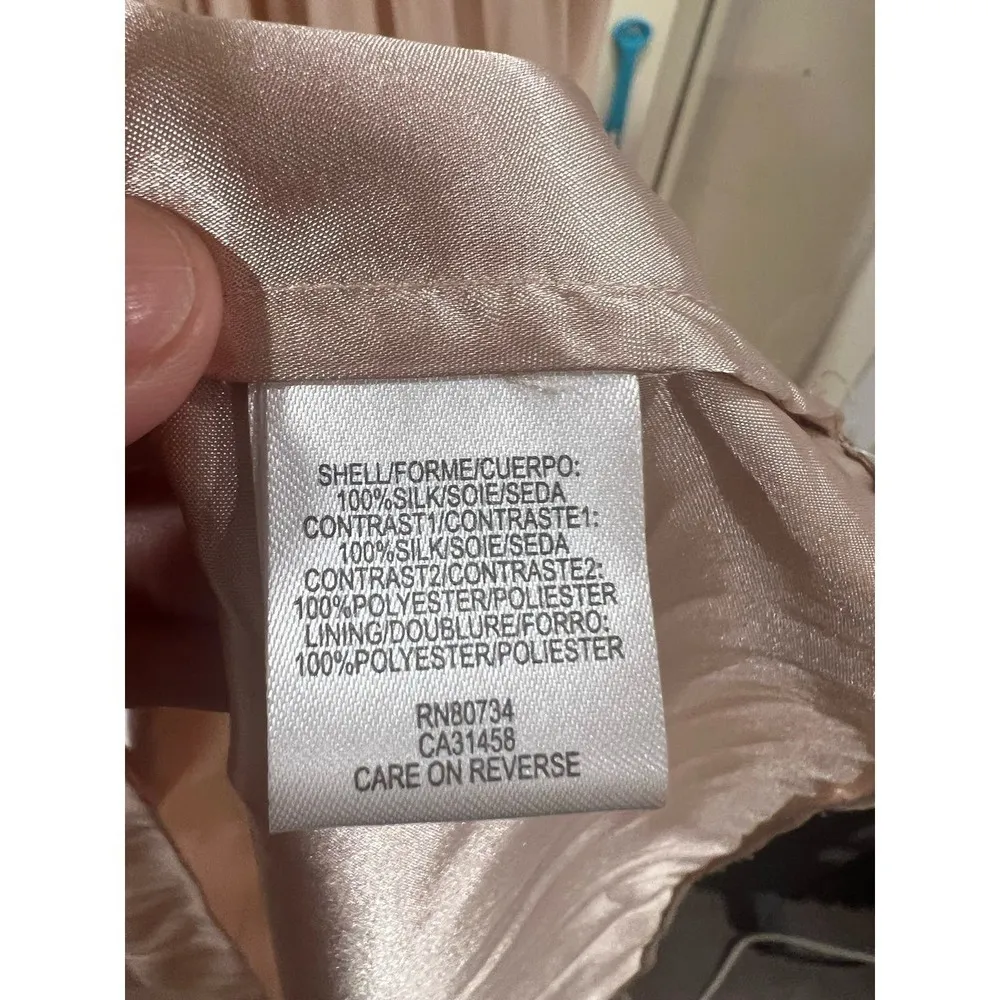 SHELL/FORME/CUERPO:
100%SILK/SOIE/SEDA
CONTRAST1/CONTRASTE1:
100%SILK/SOIE/SEDA
CONTRAST2/CONTRASTE2:
100%POLYESTER/POLIESTER
LINING/DOUBLURE/FORRO:
100%POLYESTER/POLIESTER
RN80734
CA31458
CARE ON REVERSE